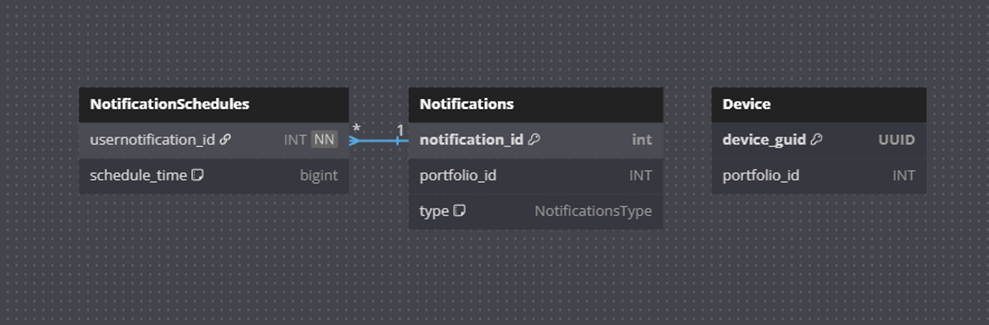 NotificationSchedules
usernotification_id INT NN
schedule_time bigint
* 1
Notifications
notification_id int
portfolio_id INT
type NotificationsType
Device
device_guid UUID
portfolio_id INT